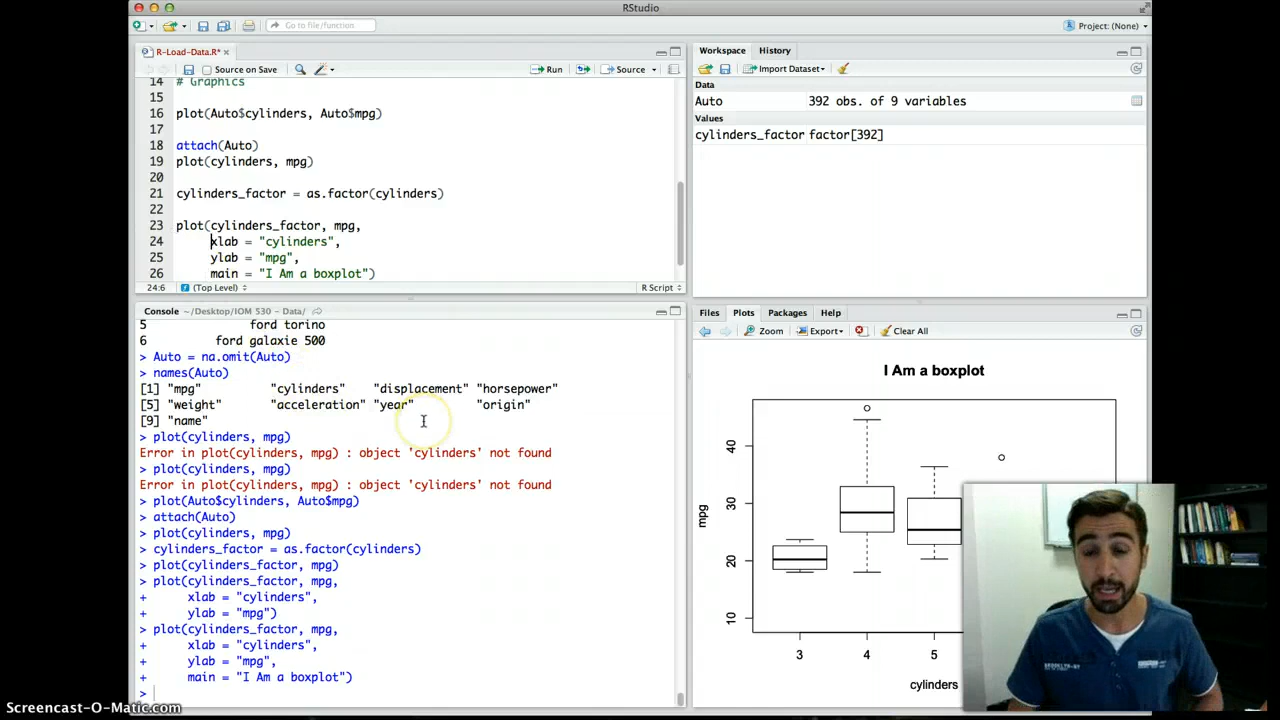 RStudio
Go to file/function
Project: (None)
R-Load-Data.R*
Source on Save
Run
Source
14 # Graphics
15
16 plot(Auto$cylinders, Auto$mpg)
17
18 attach(Auto)
19 plot(cylinders, mpg)
20
21 cylinders_factor = as.factor(cylinders)
22
23 plot(cylinders_factor, mpg,
24 xlab = "cylinders",
25 ylab = "mpg",
26 main = "I Am a boxplot")
24:6 (Top Level) R Script
Console ~/Desktop/IOM 530 - Data/
5 ford torino
6 ford galaxie 500
> Auto = na.omit(Auto)
> names(Auto)
[1] "mpg" "cylinders" "displacement" "horsepower"
[5] "weight" "acceleration" "year" "origin"
[9] "name"
> plot(cylinders, mpg)
Error in plot(cylinders, mpg) : object 'cylinders' not found
> plot(cylinders, mpg)
Error in plot(cylinders, mpg) : object 'cylinders' not found
> plot(Auto$cylinders, Auto$mpg)
> attach(Auto)
> plot(cylinders, mpg)
> cylinders_factor = as.factor(cylinders)
> plot(cylinders_factor, mpg)
> plot(cylinders_factor, mpg,
+ xlab = "cylinders",
+ ylab = "mpg")
> plot(cylinders_factor, mpg,
+ xlab = "cylinders",
+ ylab = "mpg",
+ main = "I Am a boxplot")
>
Workspace History
Import Dataset
Data
Auto 392 obs. of 9 variables
Values
cylinders_factor factor[392]
Files Plots Packages Help
Zoom Export Clear All
I Am a boxplot
mpg
40
30
20
10
3 4 5
cylinders
Screencast-O-Matic.com